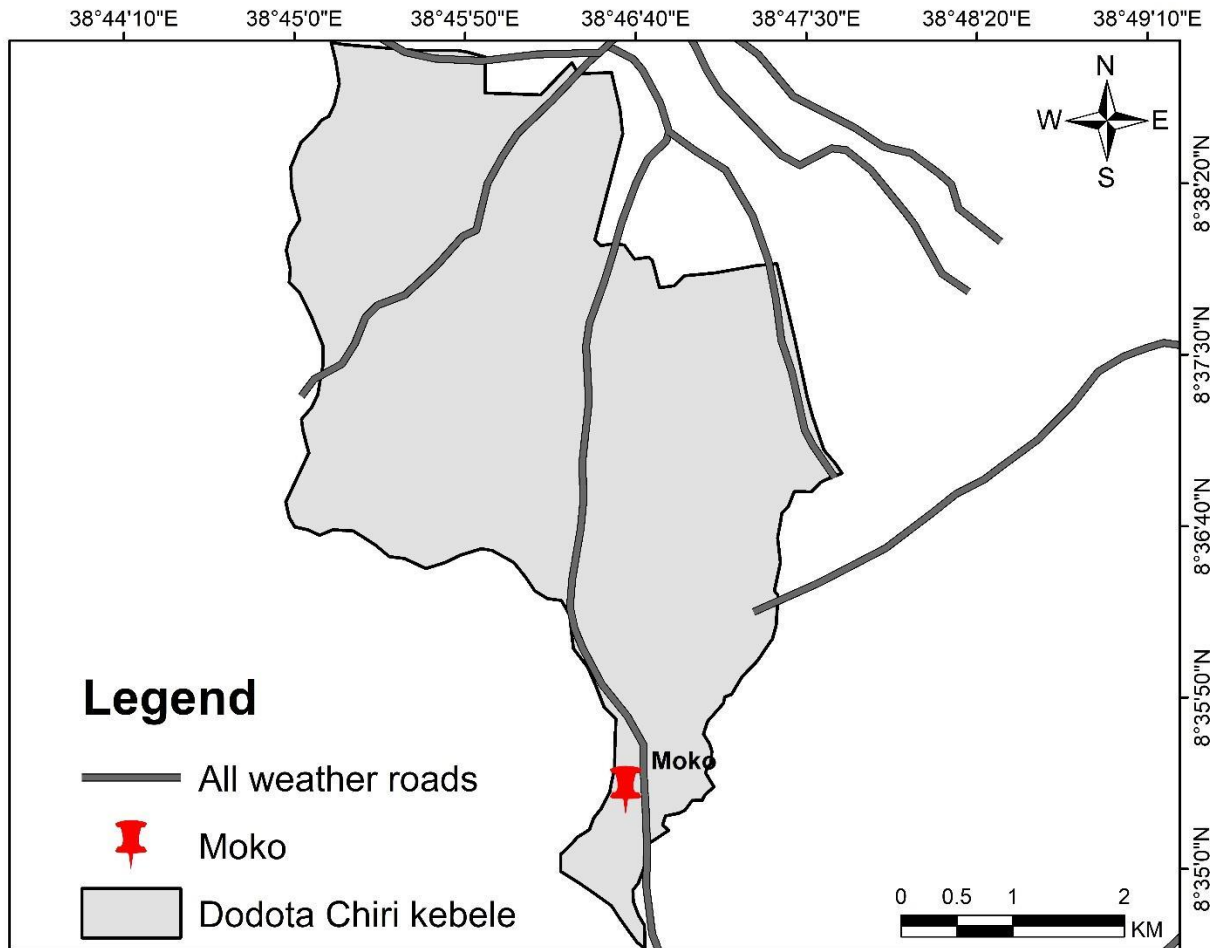 38°44'10"E 38°45'0"E 38°45'50"E 38°46'40"E 38°47'30"E 38°48'20"E 38°49'10"E
N
W E
S
8°38'20"N
8°37'30"N
8°36'40"N
8°35'50"N
8°35'0"N
Moko
Legend
All weather roads
Moko
Dodota Chiri kebele
0 0.5 1 2
KM